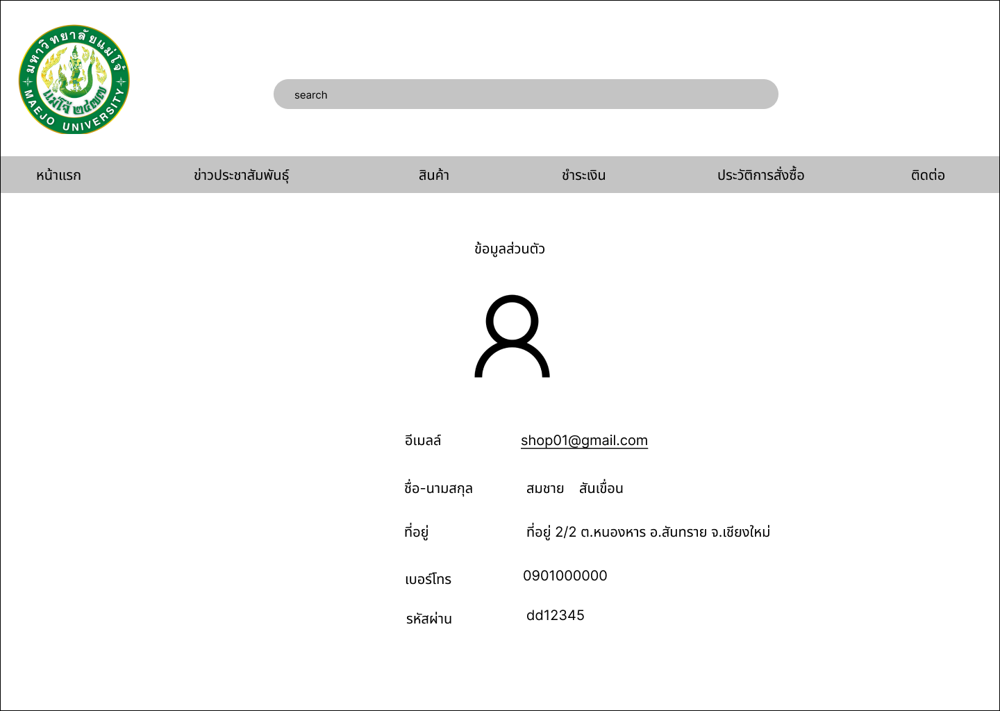 มหาวิทยาลัยแม่โจ้
แม่โจ้ ๒๔๗๗
MAEJO UNIVERSITY
search
หน้าแรก ข่าวประชาสัมพันธุ์ สินค้า ชำระเงิน ประวัติการสั่งซื้อ ติดต่อ
ข้อมูลส่วนตัว
อีเมลล์ shop01@gmail.com
ชื่อ-นามสกุล สมชาย สันเขื่อน
ที่อยู่ ที่อยู่ 2/2 ต.หนองหาร อ.สันทราย จ.เชียงใหม่
เบอร์โทร 0901000000
รหัสผ่าน dd12345